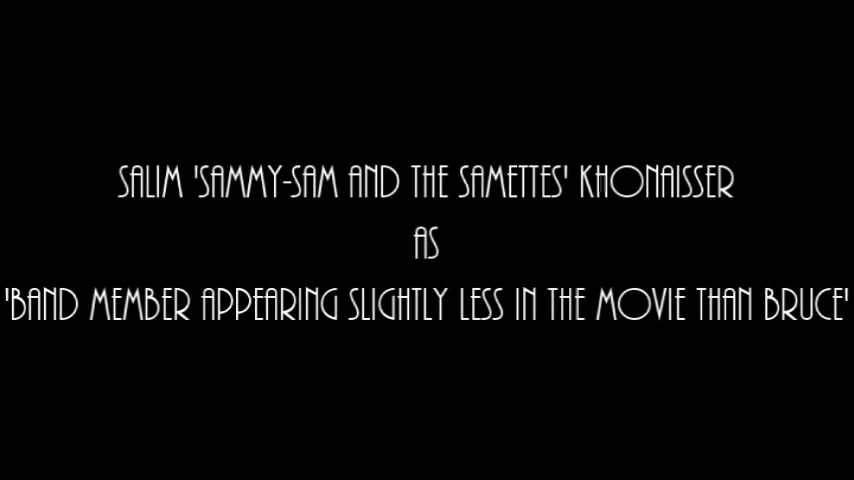 SALIM 'SAMMY-SAM AND THE SAMETTES' KHONAISSER
AS
'BAND MEMBER APPEARING SLIGHTLY LESS IN THE MOVIE THAN BRUCE'